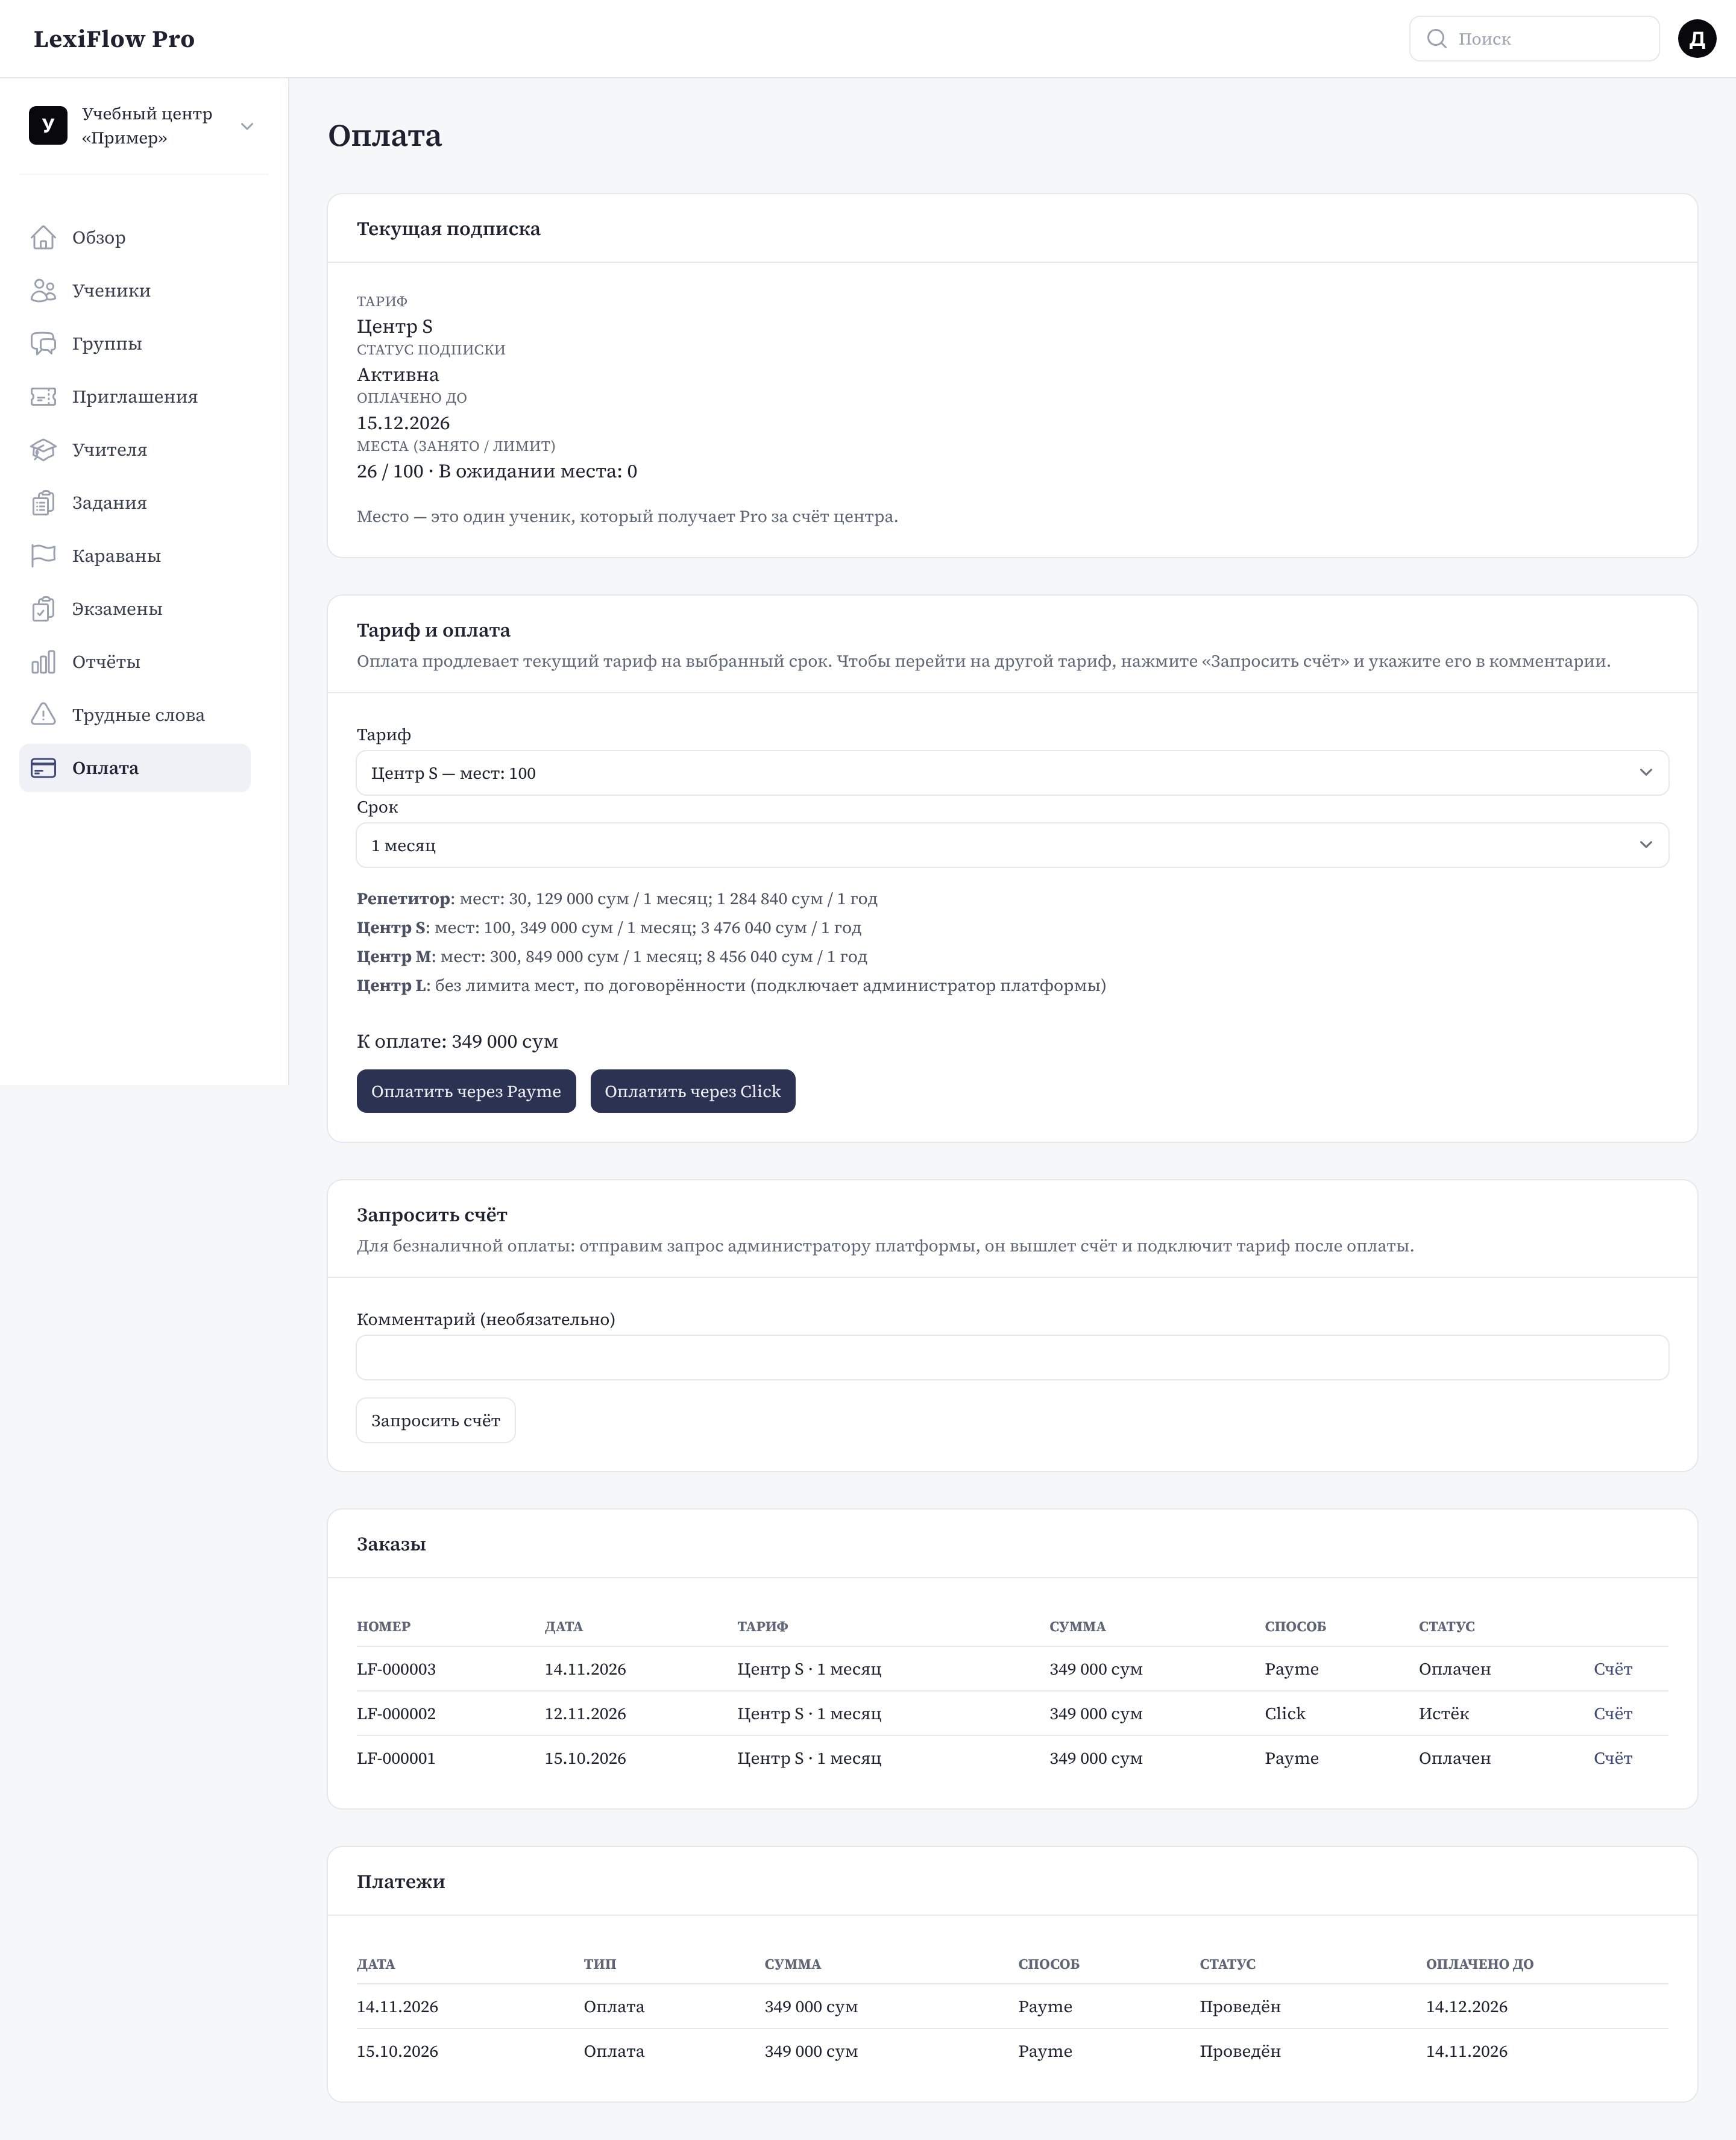 LexiFlow Pro
Поиск
Д
У
Учебный центр
«Пример»
Обзор
Ученики
Группы
Приглашения
Учителя
Задания
Караваны
Экзамены
Отчёты
Трудные слова
Оплата
Оплата
Текущая подписка
ТАРИФ
Центр S
СТАТУС ПОДПИСКИ
Активна
ОПЛАЧЕНО ДО
15.12.2026
МЕСТА (ЗАНЯТО / ЛИМИТ)
26 / 100 · В ожидании места: 0
Место — это один ученик, который получает Pro за счёт центра.
Тариф и оплата
Оплата продлевает текущий тариф на выбранный срок. Чтобы перейти на другой тариф, нажмите «Запросить счёт» и укажите его в комментарии.
Тариф
Центр S — мест: 100
Срок
1 месяц
Репетитор: мест: 30, 129 000 сум / 1 месяц; 1 284 840 сум / 1 год
Центр S: мест: 100, 349 000 сум / 1 месяц; 3 476 040 сум / 1 год
Центр M: мест: 300, 849 000 сум / 1 месяц; 8 456 040 сум / 1 год
Центр L: без лимита мест, по договорённости (подключает администратор платформы)
К оплате: 349 000 сум
Оплатить через Payme
Оплатить через Click
Запросить счёт
Для безналичной оплаты: отправим запрос администратору платформы, он вышлет счёт и подключит тариф после оплаты.
Комментарий (необязательно)
Запросить счёт
Заказы
НОМЕР ДАТА ТАРИФ СУММА СПОСОБ СТАТУС
LF-000003 14.11.2026 Центр S · 1 месяц 349 000 сум Payme Оплачен Счёт
LF-000002 12.11.2026 Центр S · 1 месяц 349 000 сум Click Истёк Счёт
LF-000001 15.10.2026 Центр S · 1 месяц 349 000 сум Payme Оплачен Счёт
Платежи
ДАТА ТИП СУММА СПОСОБ СТАТУС ОПЛАЧЕНО ДО
14.11.2026 Оплата 349 000 сум Payme Проведён 14.12.2026
15.10.2026 Оплата 349 000 сум Payme Проведён 14.11.2026